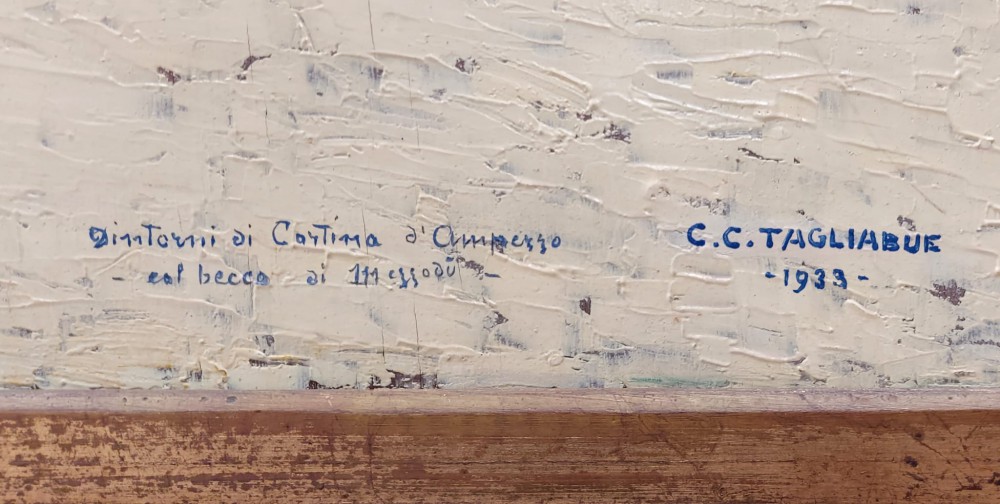 Dintorni di Cortina d'Ampezzo
- col becco di Mezzodì -
C.C. TAGLIABUE
- 1933 -